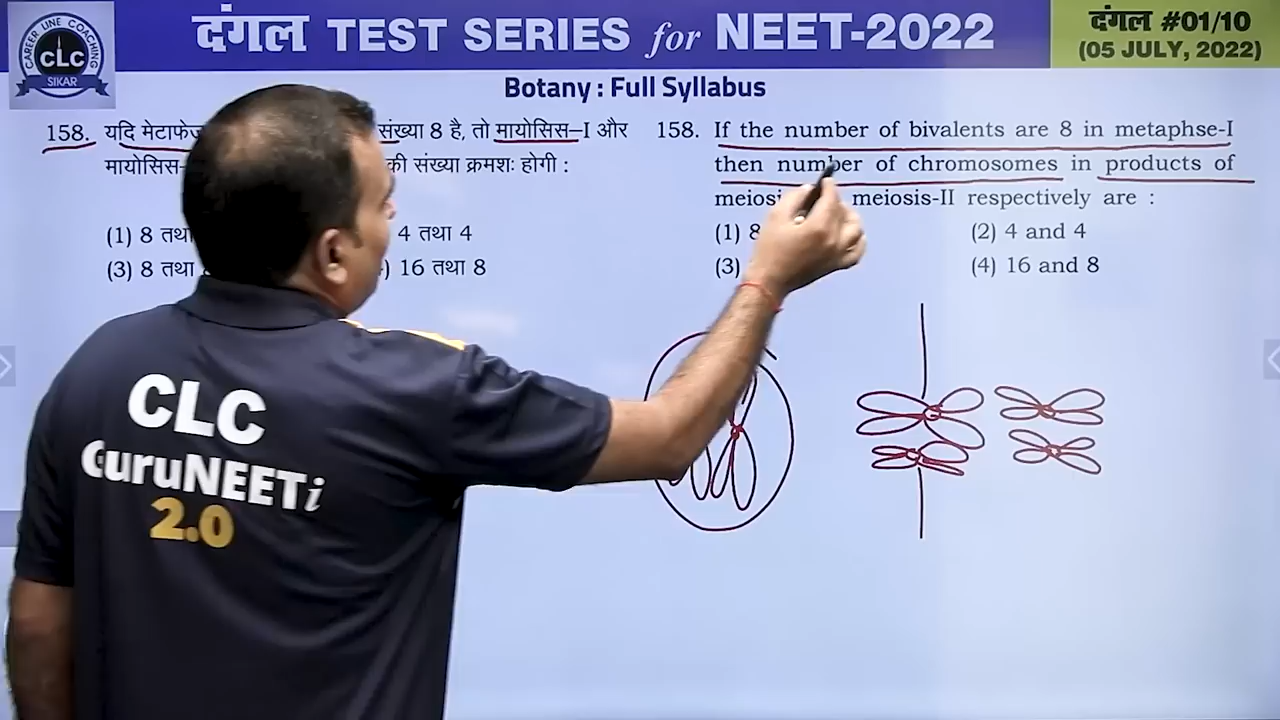 CAREER LINE COACHING
CLC
SIKAR
दंगल TEST SERIES for NEET-2022
दंगल #01/10
(05 JULY, 2022)
Botany : Full Syllabus
158. यदि संख्या 8 है, तो मायोसिस–I और
मायोसिस- की संख्या क्रमशः होगी :
(1) 8 तथा 4 तथा 4
(3) 8 तथा 16 तथा 8
158. If the number of bivalents are 8 in metaphse-I
then number of chromosomes in products of
meiosis-II respectively are :
(1) 8 (2) 4 and 4
(3) (4) 16 and 8
CLC
GuruNEETi
2.0